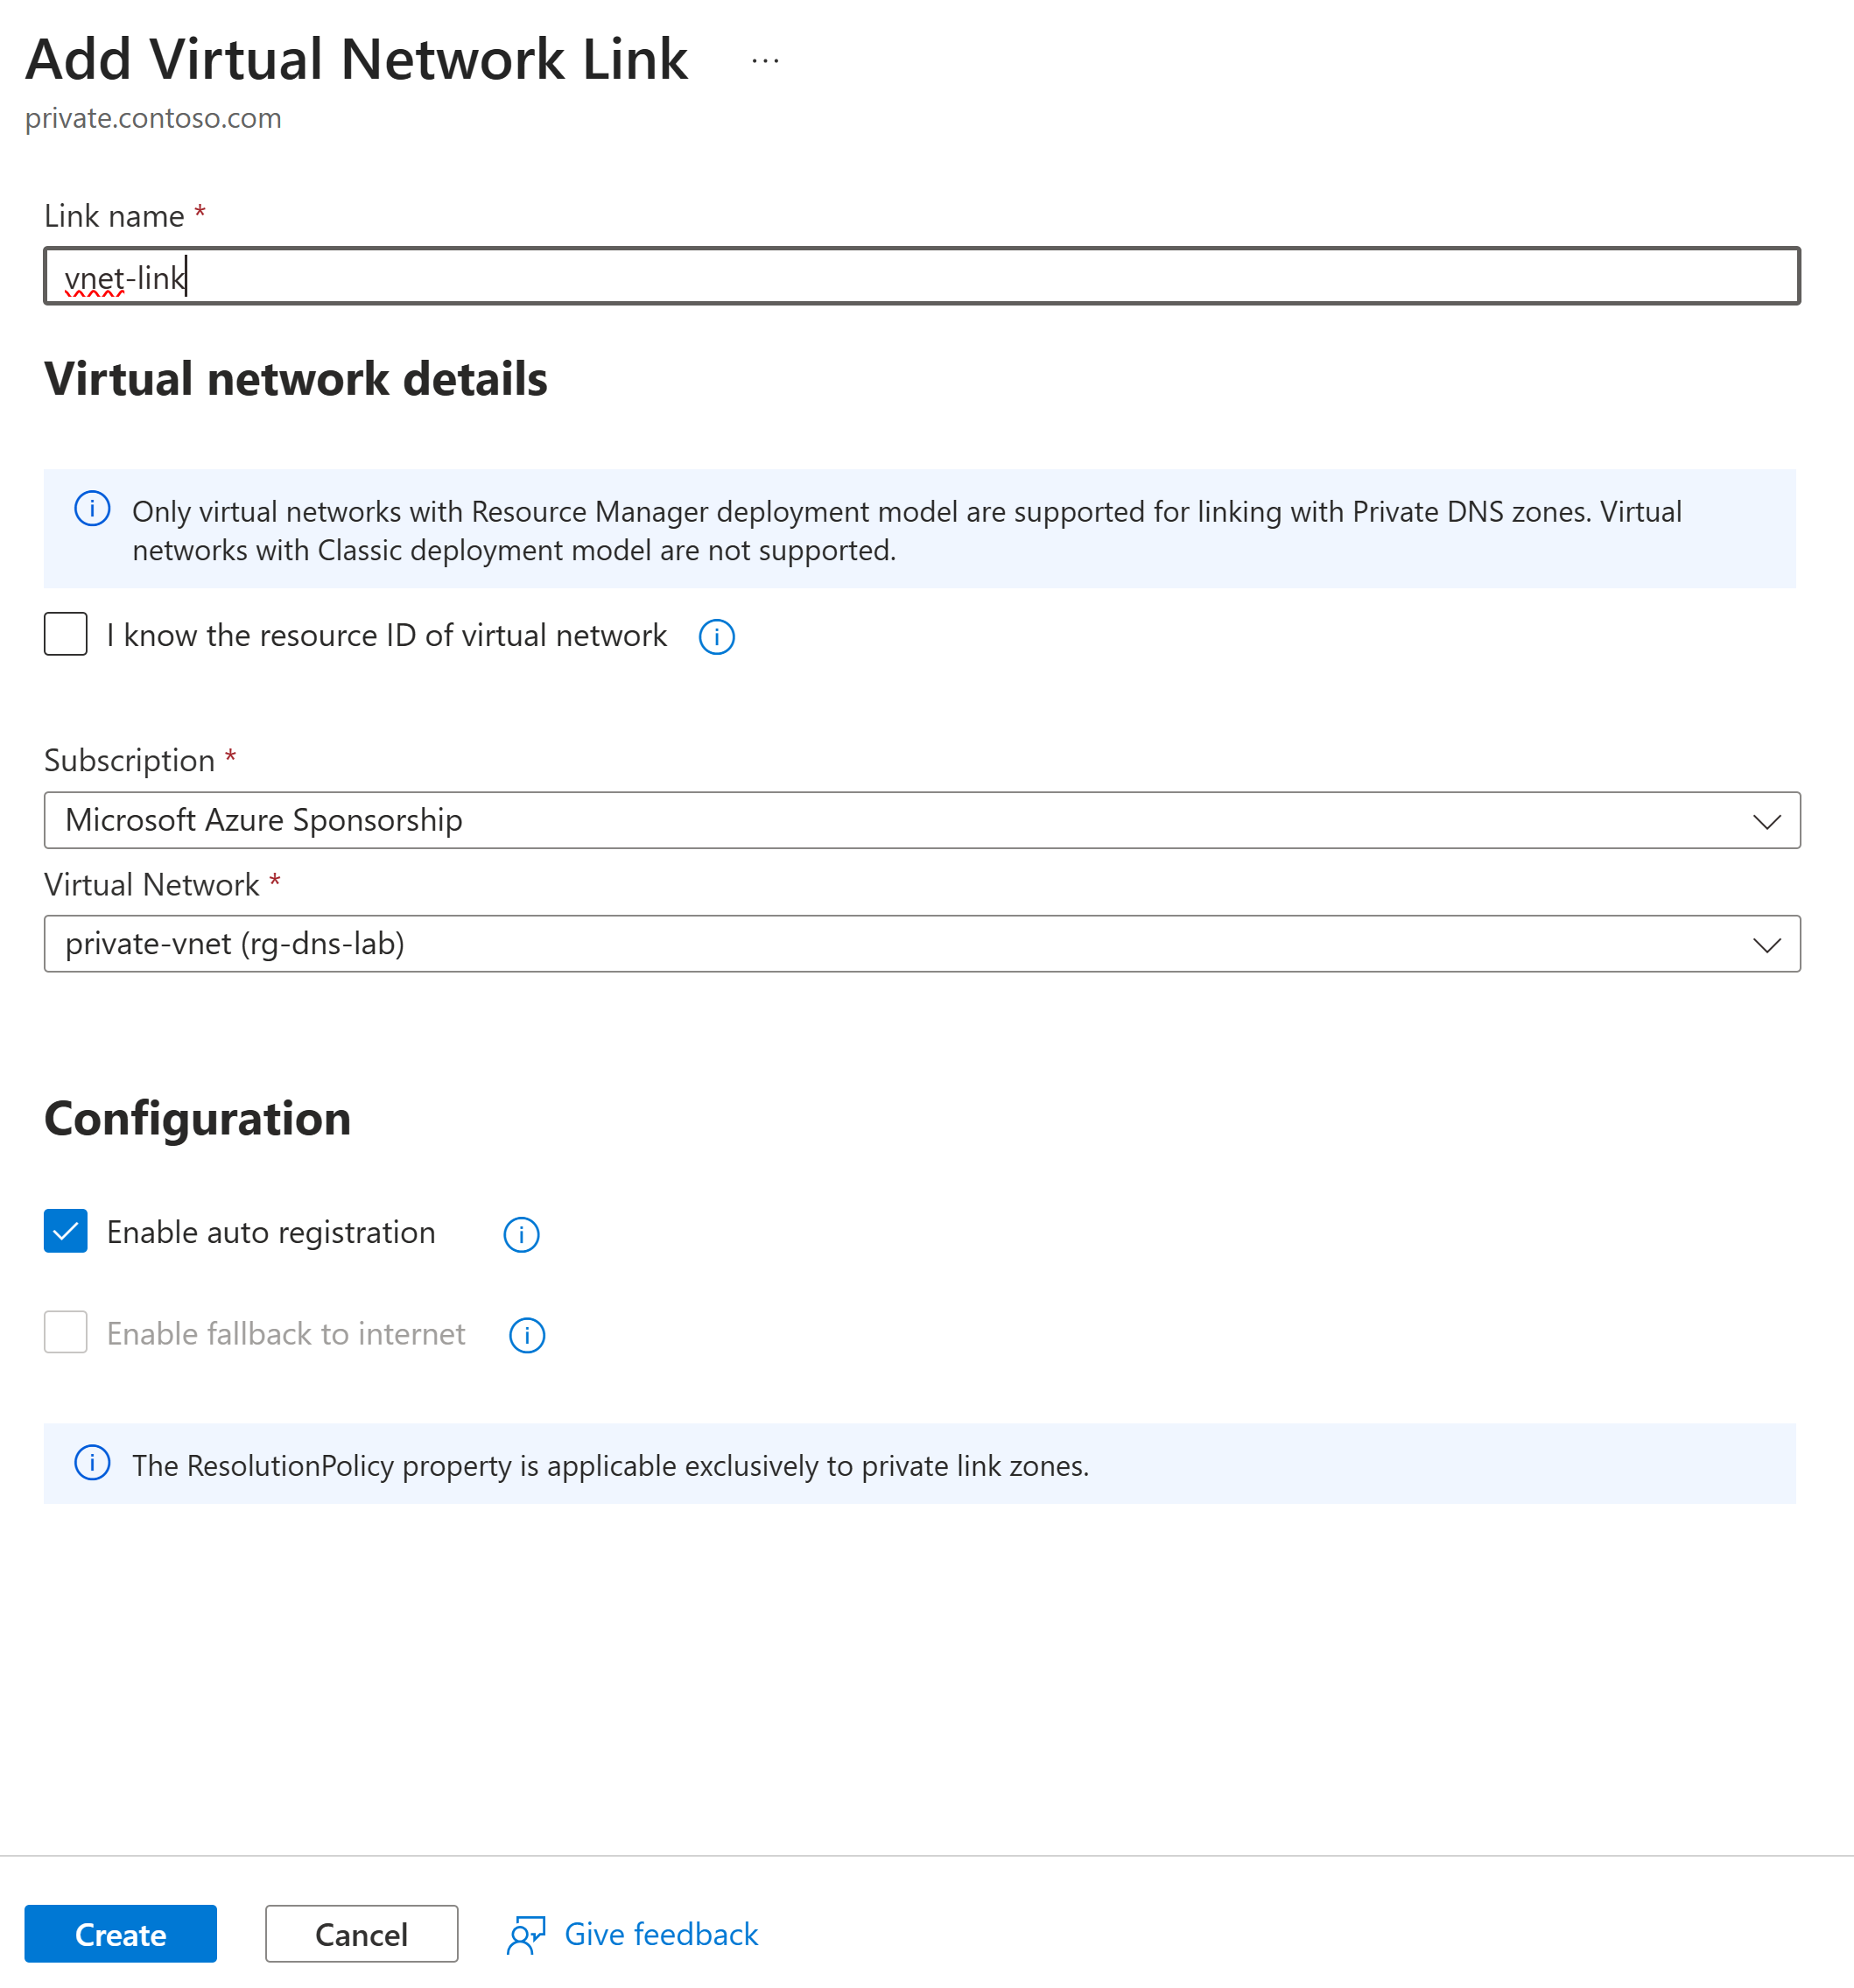 Add Virtual Network Link ...
private.contoso.com
Link name *
vnet-link
Virtual network details
Only virtual networks with Resource Manager deployment model are supported for linking with Private DNS zones. Virtual
networks with Classic deployment model are not supported.
I know the resource ID of virtual network
Subscription *
Microsoft Azure Sponsorship
Virtual Network *
private-vnet (rg-dns-lab)
Configuration
Enable auto registration
Enable fallback to internet
The ResolutionPolicy property is applicable exclusively to private link zones.
Create Cancel Give feedback